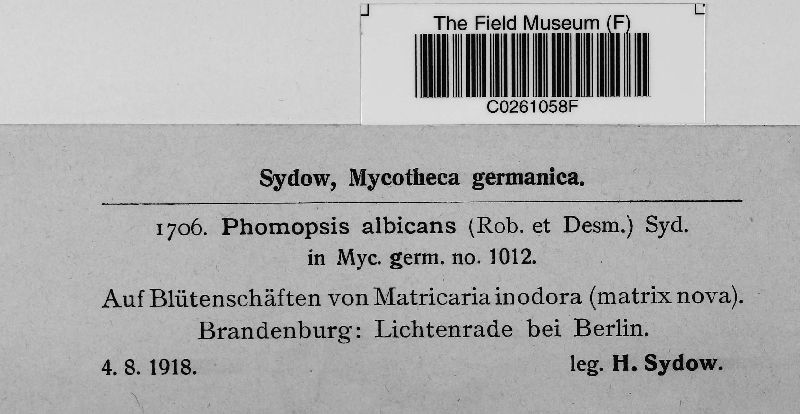 The Field Museum (F)
C0261058F
Sydow, Mycotheca germanica.
1706. Phomopsis albicans (Rob. et Desm.) Syd.
in Myc. germ. no. 1012.
Auf Blütenschäften von Matricaria inodora (matrix nova).
Brandenburg: Lichtenrade bei Berlin.
4. 8. 1918. leg. H. Sydow.